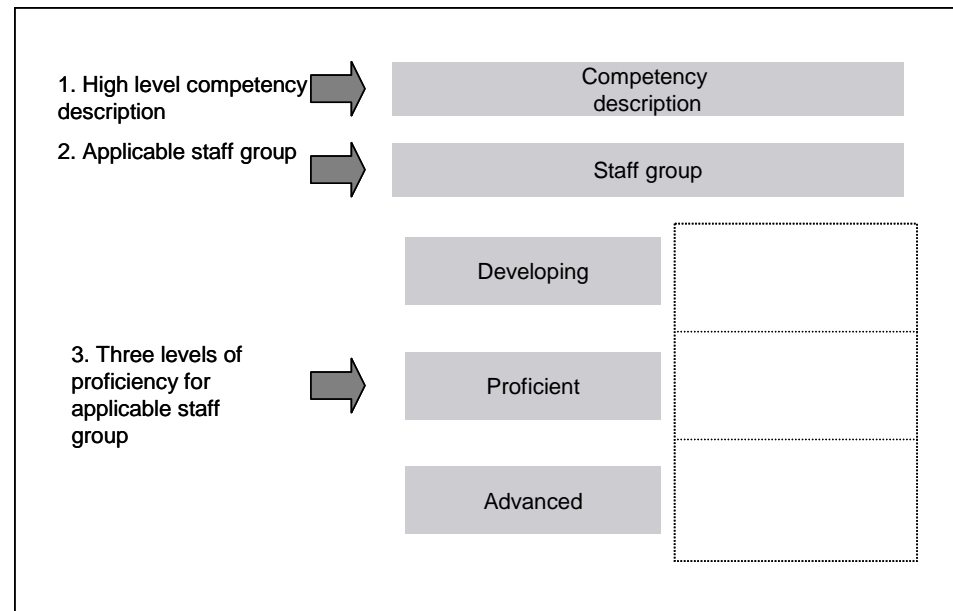 1. High level competency
description
Competency
description
2. Applicable staff group
Staff group
Developing
3. Three levels of
proficiency for
applicable staff
group
Proficient
Advanced